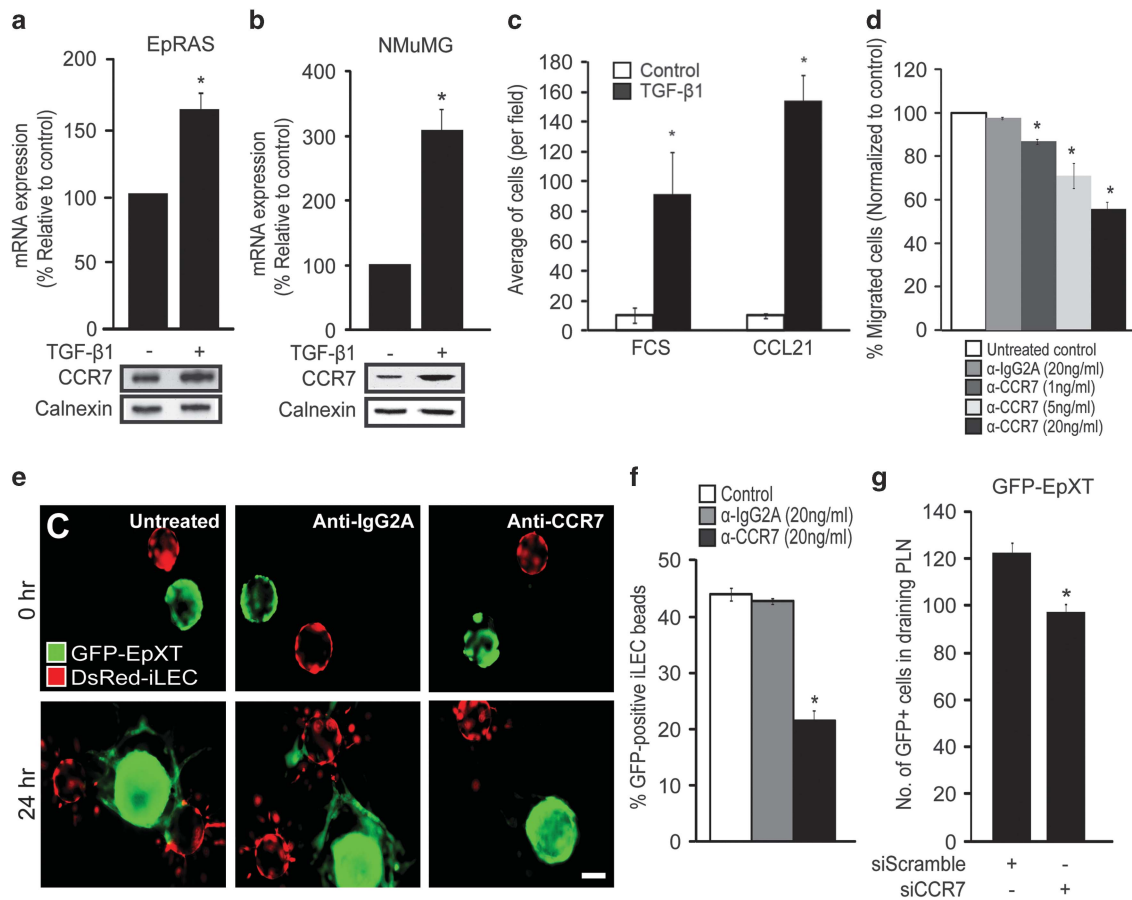 a
EpRAS
mRNA expression
(% Relative to control)
200
150
100
50
0
*
TGF-β1 - +
CCR7
Calnexin
b
NMuMG
mRNA expression
(% Relative to control)
400
300
200
100
0
*
TGF-β1 - +
CCR7
Calnexin
c
Control
TGF-β1
Average of cells (per field)
180
160
140
120
100
80
60
40
20
10
0
*
*
FCS CCL21
d
% Migrated cells (Normalized to control)
120
100
80
60
40
20
0
*
*
*
Untreated control
α-IgG2A (20ng/ml)
α-CCR7 (1ng/ml)
α-CCR7 (5ng/ml)
α-CCR7 (20ng/ml)
e
C
Untreated
Anti-IgG2A
Anti-CCR7
0 hr
GFP-EpXT
DsRed-iLEC
24 hr
f
Control
α-IgG2A (20ng/ml)
α-CCR7 (20ng/ml)
% GFP-positive iLEC beads
50
40
30
20
10
0
*
g
GFP-EpXT
No. of GFP+ cells in draining PLN
140
120
100
80
60
40
20
0
*
siScramble + -
siCCR7 - +